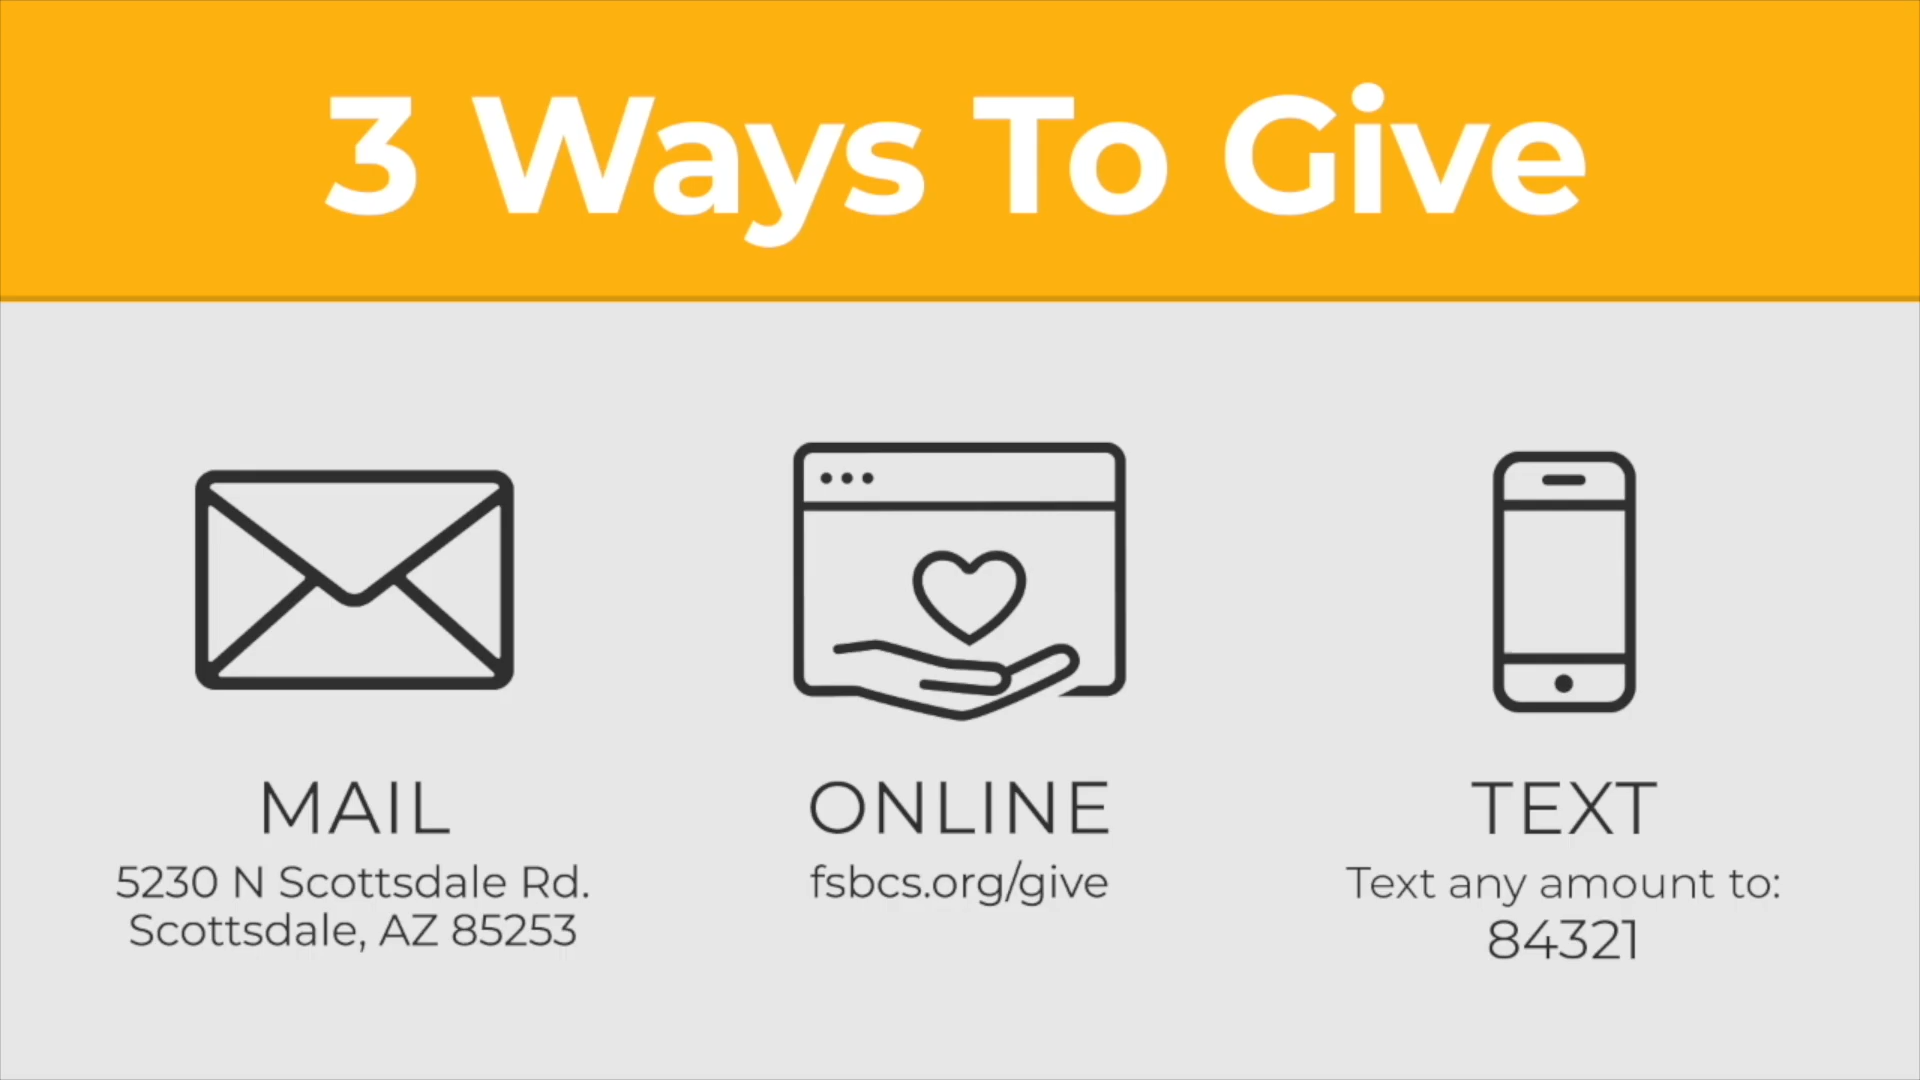 3 Ways To Give
MAIL
5230 N Scottsdale Rd.
Scottsdale, AZ 85253
ONLINE
fsbcs.org/give
TEXT
Text any amount to:
84321